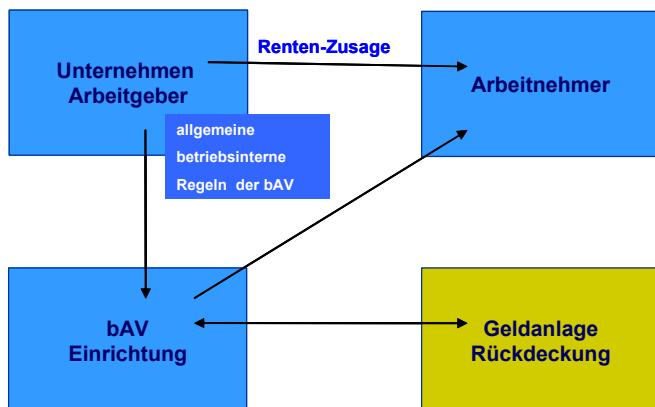 Renten-Zusage
Unternehmen
Arbeitgeber
Arbeitnehmer
allgemeine
betriebsinterne
Regeln der bAV
bAV
Einrichtung
Geldanlage
Rückdeckung